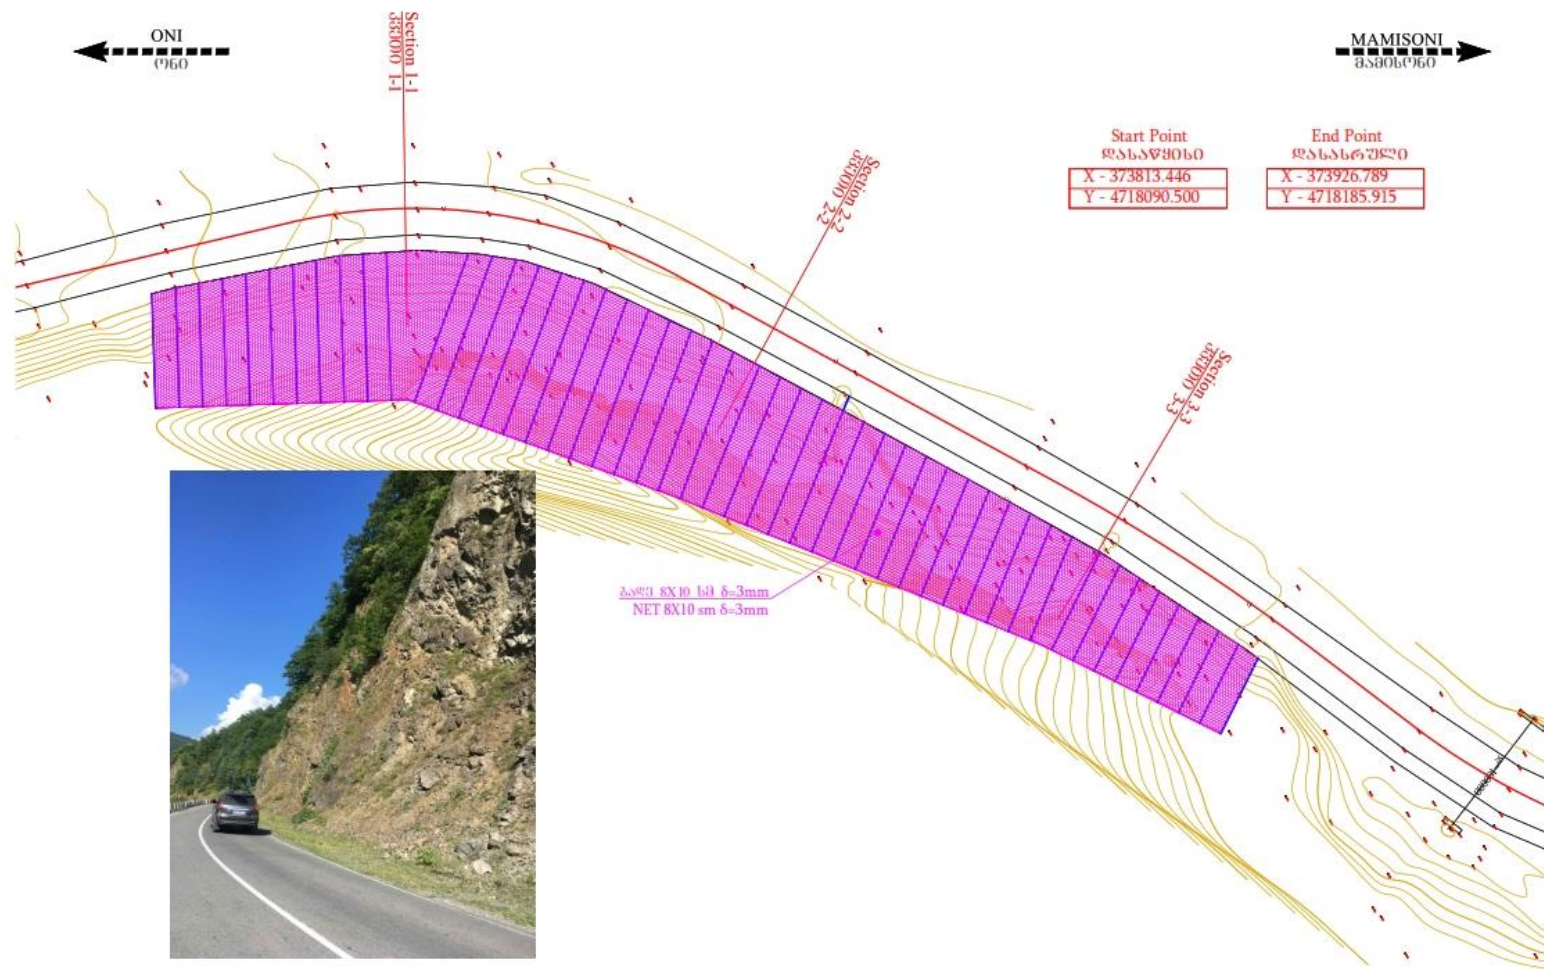 ONI
ონი
MAMISONI
მამისონი
Section 1-1
კვეთი 1-1
Section 2-2
კვეთი 2-2
Section 3-3
კვეთი 3-3
Start Point
დასაწყისი
X - 373813.446
Y - 4718090.500
End Point
დასასრული
X - 373926.789
Y - 4718185.915
ბადე 8X10 სმ δ=3mm
NET 8X10 sm δ=3mm